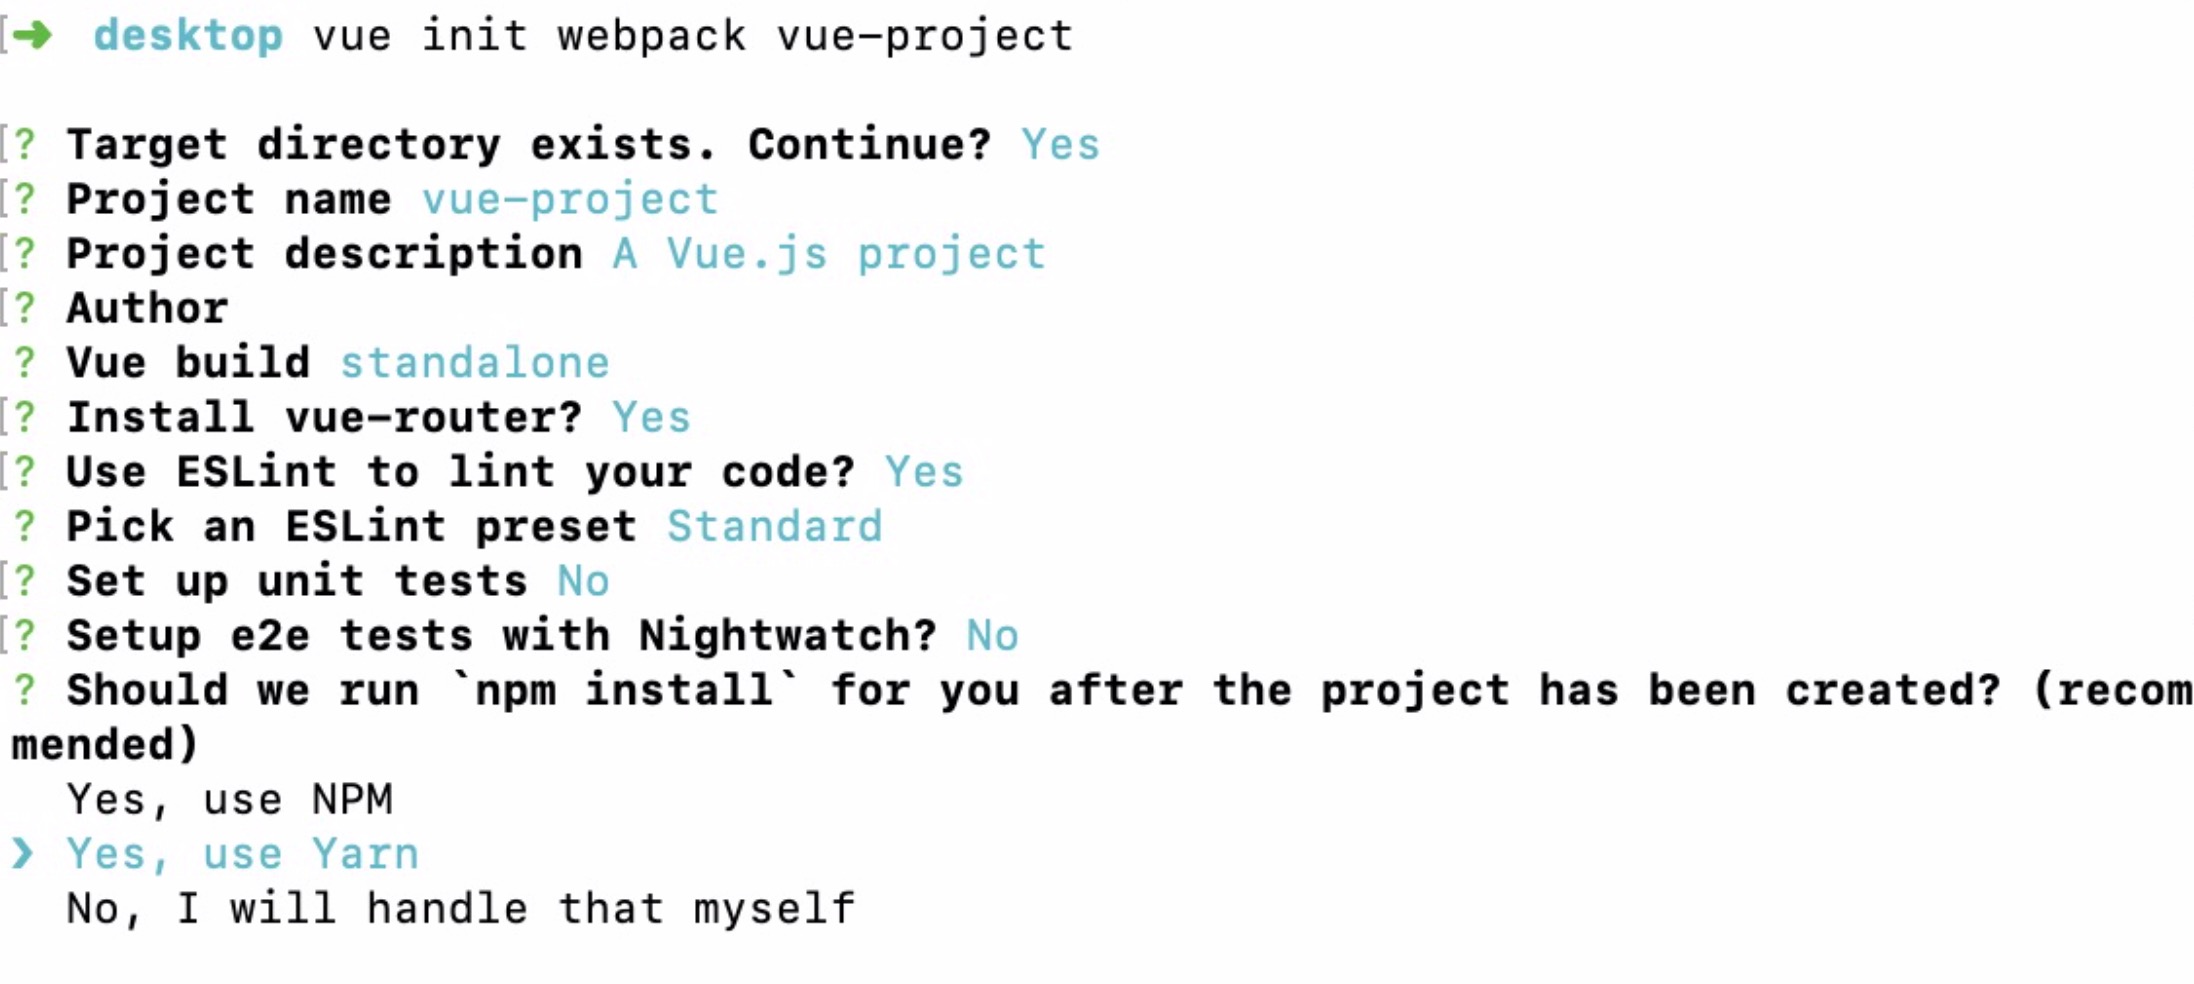 [➜  desktop vue init webpack vue-project
[? Target directory exists. Continue? Yes
[? Project name vue-project
[? Project description A Vue.js project
[? Author
? Vue build standalone
[? Install vue-router? Yes
[? Use ESLint to lint your code? Yes
? Pick an ESLint preset Standard
[? Set up unit tests No
[? Setup e2e tests with Nightwatch? No
? Should we run `npm install` for you after the project has been created? (recom
mended)
Yes, use NPM
❯ Yes, use Yarn
No, I will handle that myself